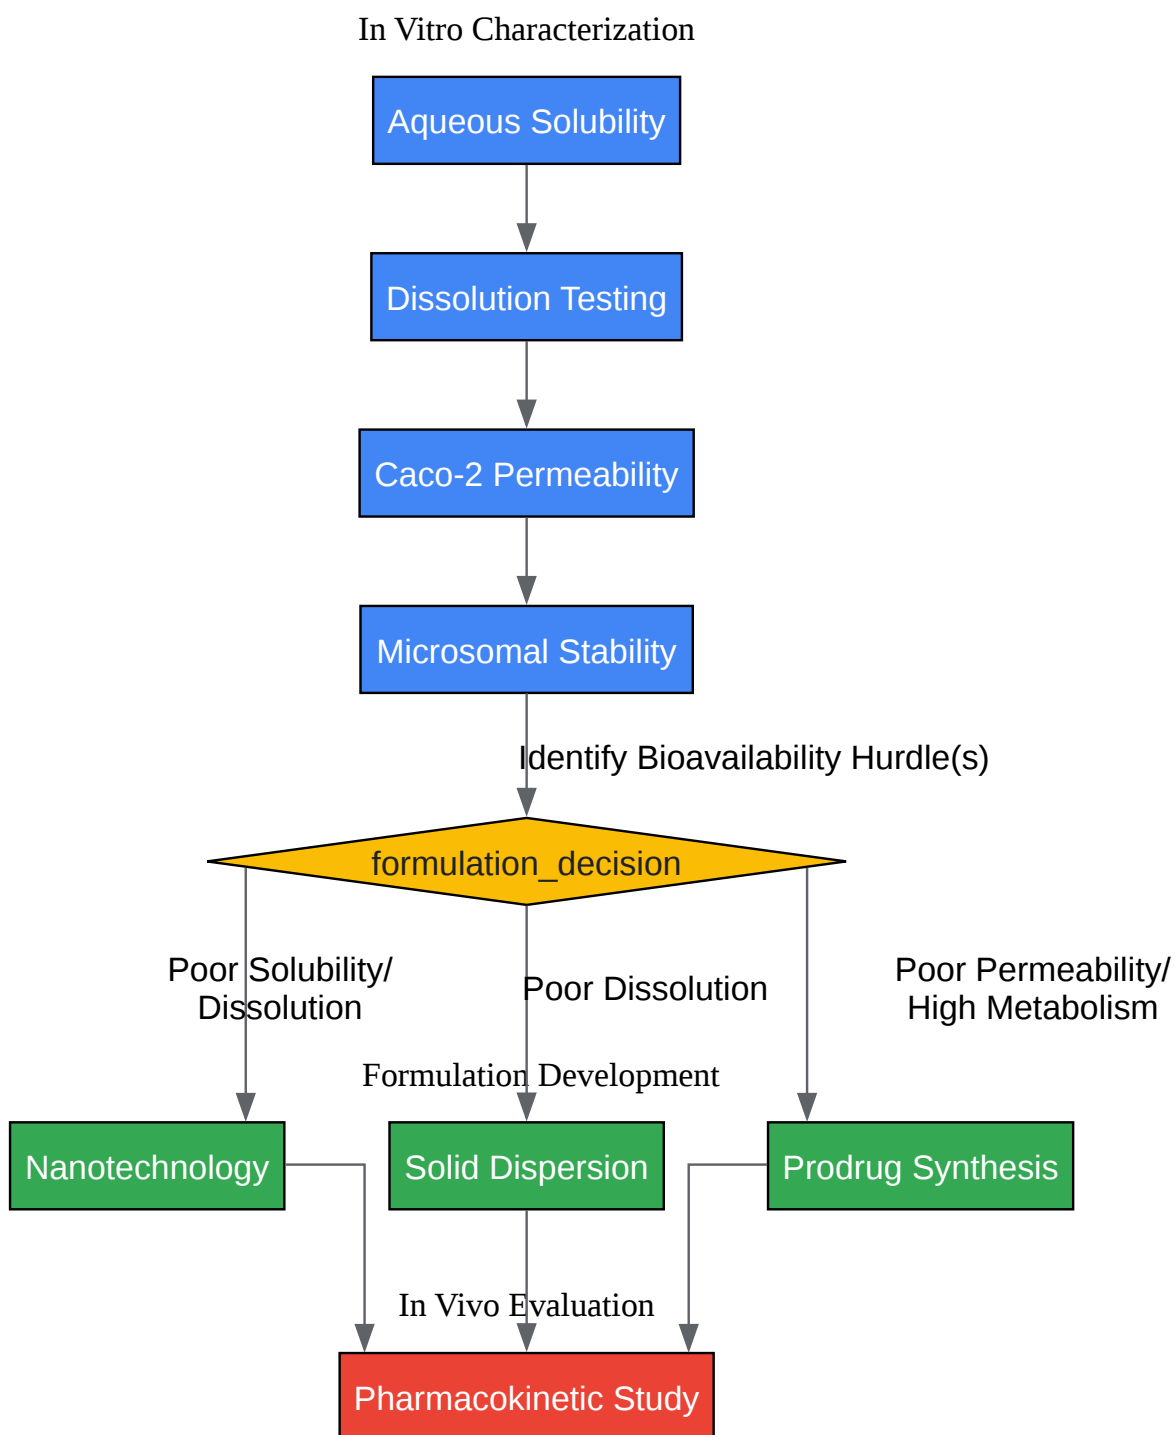 In Vitro Characterization
Aqueous Solubility
Dissolution Testing
Caco-2 Permeability
Microsomal Stability
Identify Bioavailability Hurdle(s)
formulation_decision
Poor Solubility/
Dissolution
Poor Dissolution
Poor Permeability/
High Metabolism
Formulation Development
Nanotechnology
Solid Dispersion
Prodrug Synthesis
In Vivo Evaluation
Pharmacokinetic Study